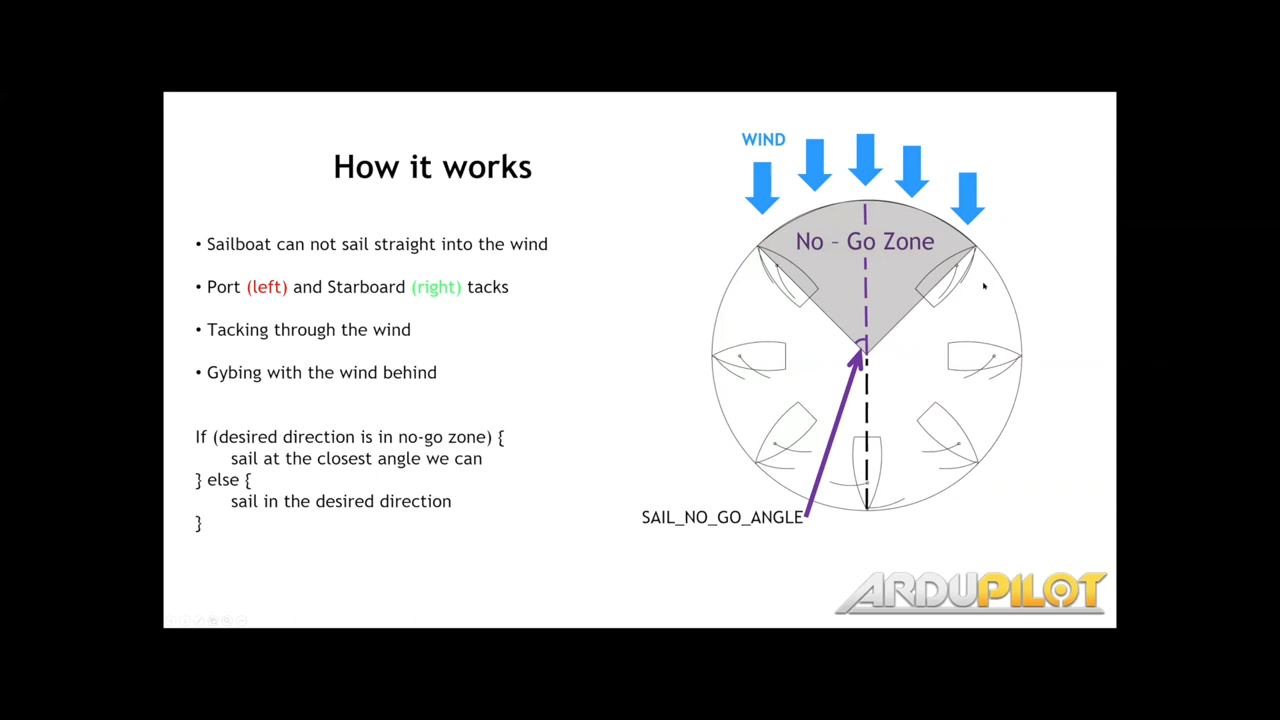 How it works
• Sailboat can not sail straight into the wind
• Port (left) and Starboard (right) tacks
• Tacking through the wind
• Gybing with the wind behind
If (desired direction is in no-go zone) {
sail at the closest angle we can
} else {
sail in the desired direction
}
WIND
No - Go Zone
SAIL_NO_GO_ANGLE
ARDUPILOT